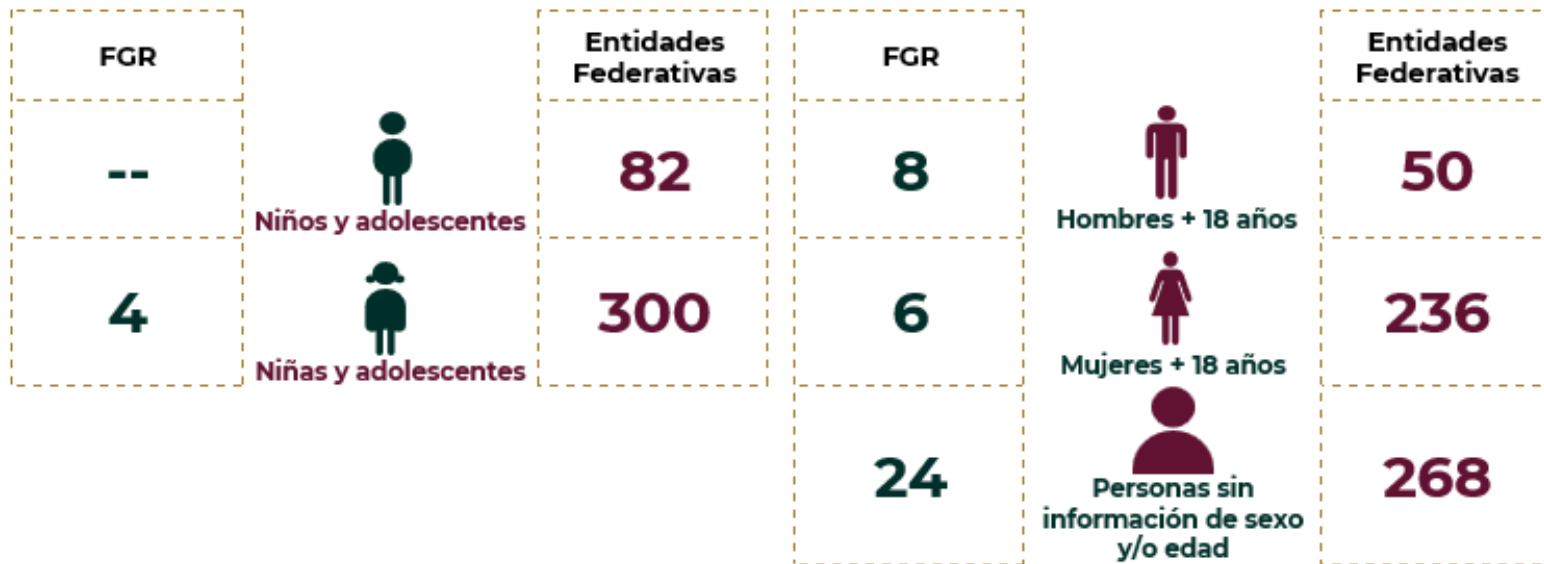 FGR
Entidades
Federativas
--
Niños y adolescentes
82
4
Niñas y adolescentes
300
FGR
Entidades
Federativas
8
Hombres + 18 años
50
6
Mujeres + 18 años
236
24
Personas sin
información de sexo
y/o edad
268